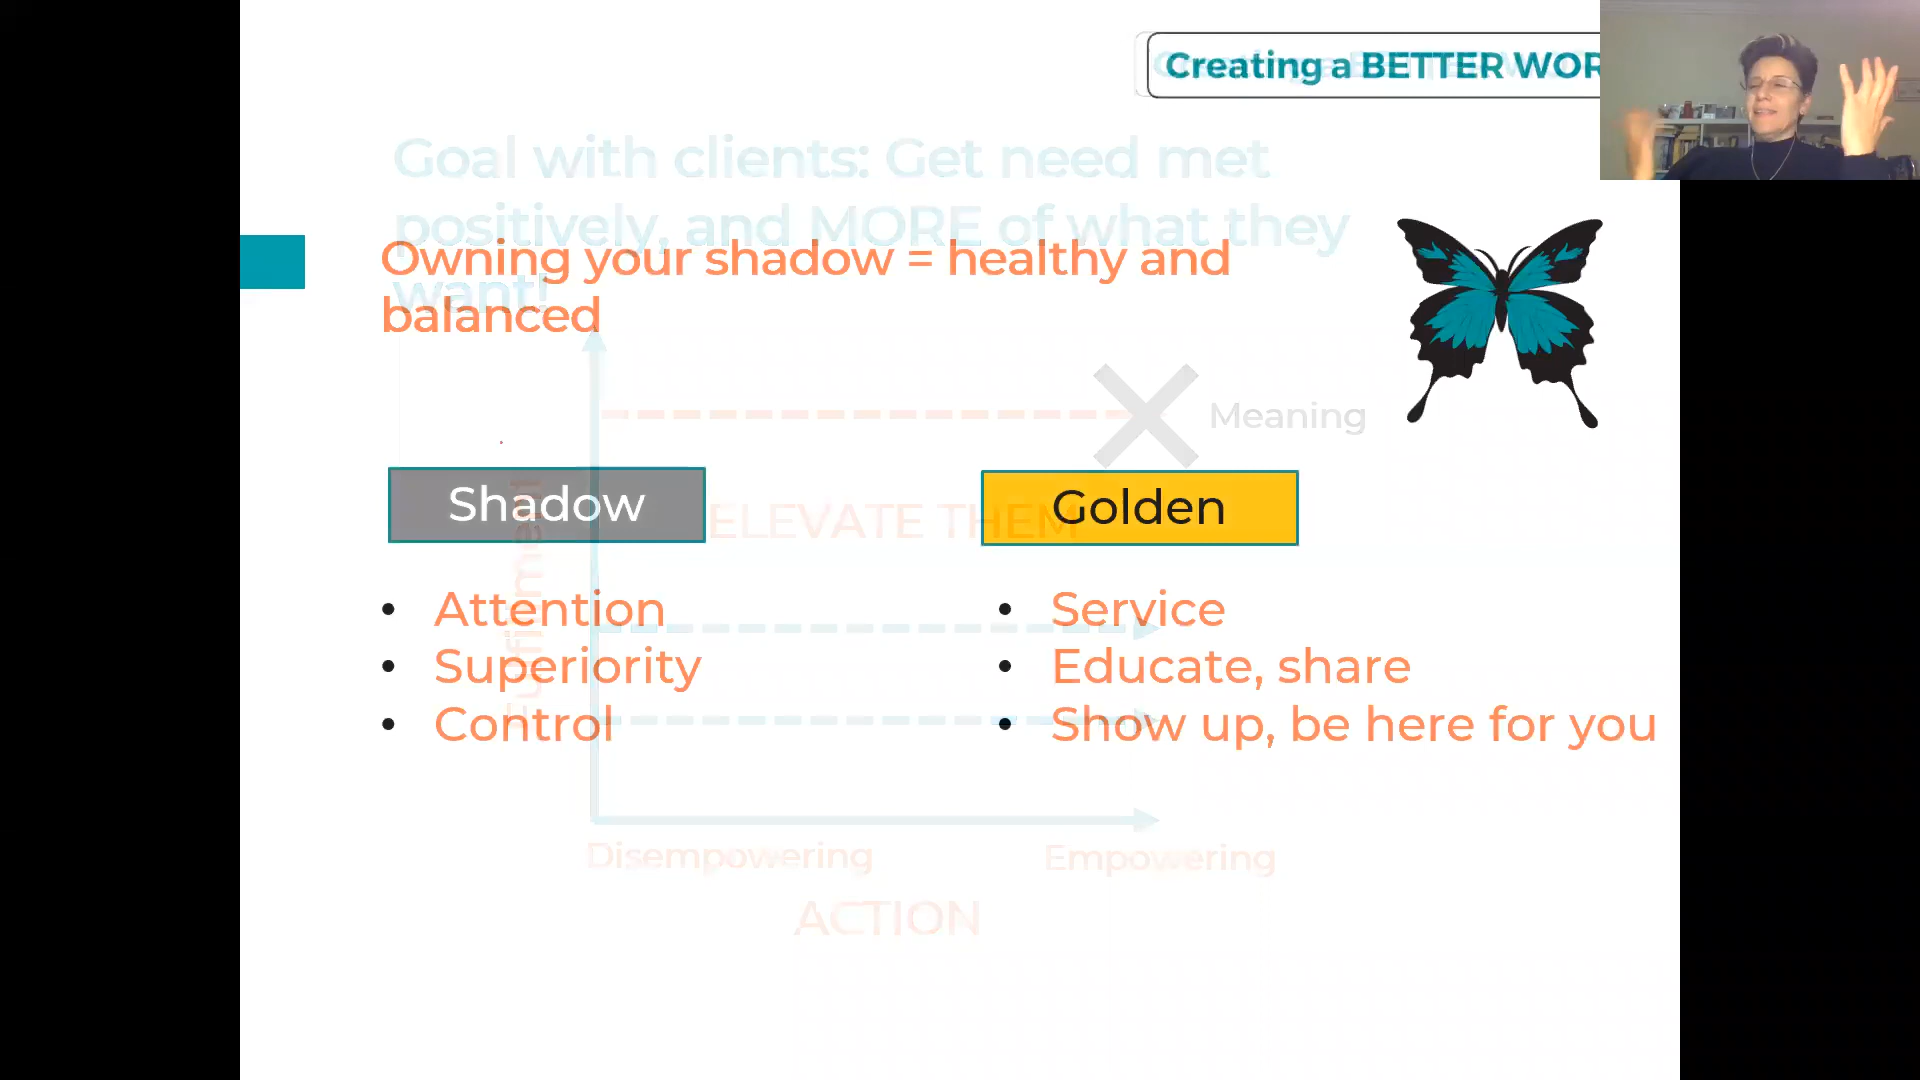 Creating a BETTER WOR
Goal with clients: Get need met
positively, and MORE of what they
want!
Owning your shadow = healthy and
balanced
Meaning
Shadow
ELEVATE THEM
Golden
Fulfilment
• Attention
• Superiority
• Control
• Service
• Educate, share
• Show up, be here for you
Disempowering
Empowering
ACTION